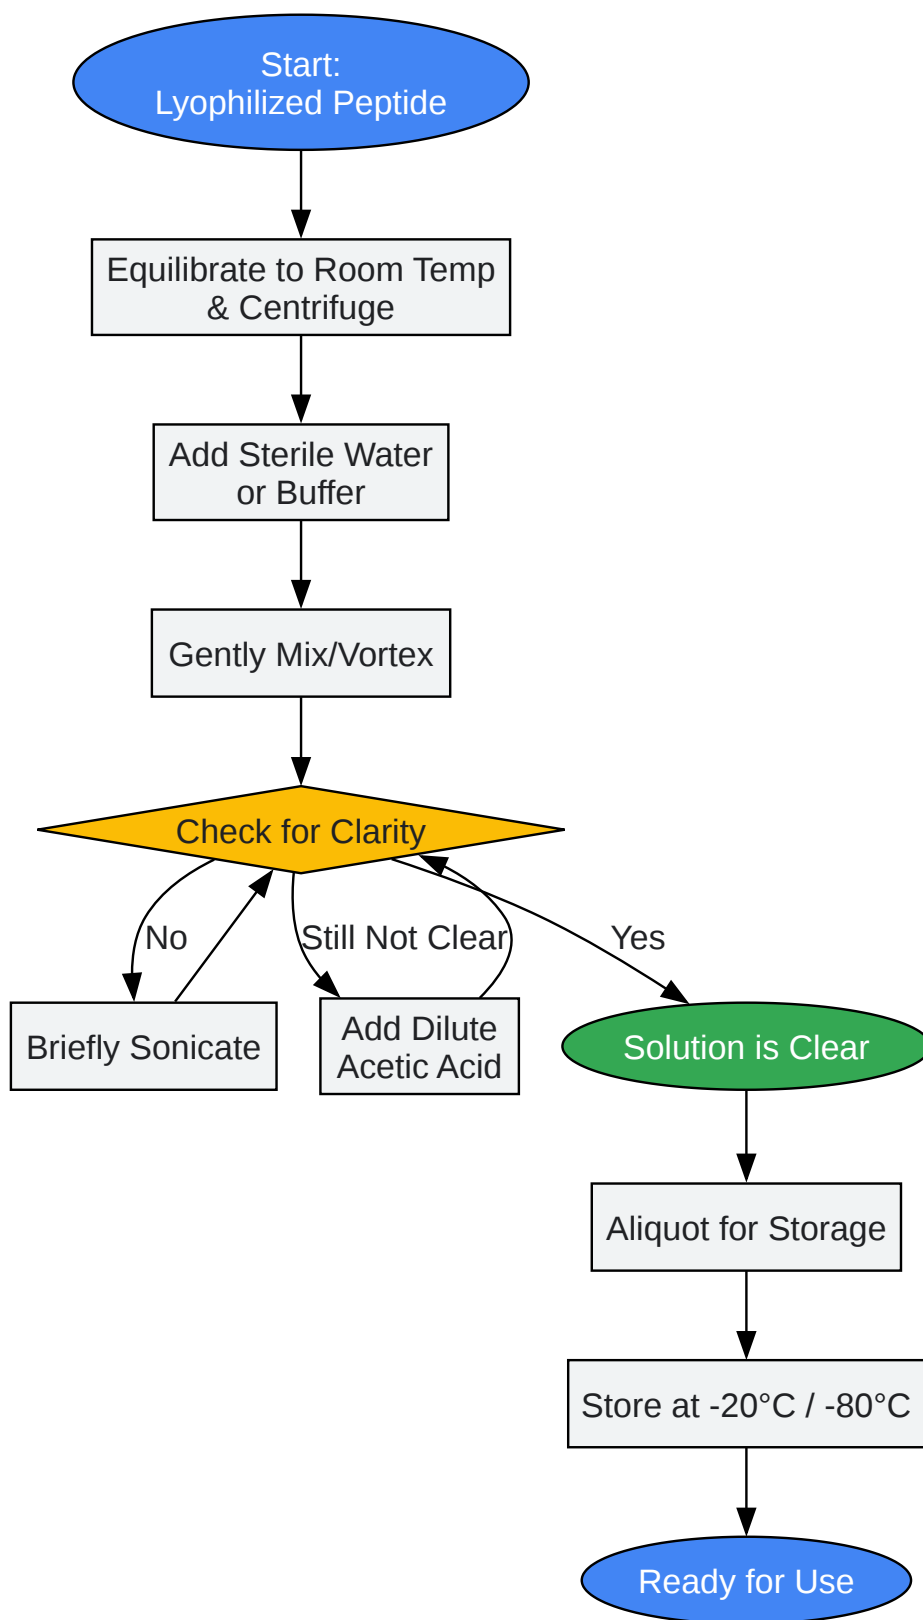 Start:
Lyophilized Peptide
Equilibrate to Room Temp
& Centrifuge
Add Sterile Water
or Buffer
Gently Mix/Vortex
Check for Clarity
No
Still Not Clear
Yes
Briefly Sonicate
Add Dilute
Acetic Acid
Solution is Clear
Aliquot for Storage
Store at -20°C / -80°C
Ready for Use